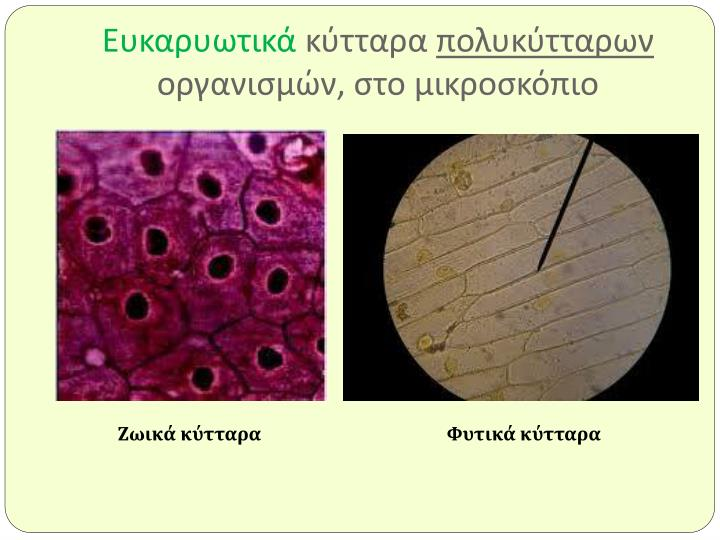 Ευκαρυωτικά κύτταρα πολυκύτταρων
οργανισμών, στο μικροσκόπιο
Ζωικά κύτταρα
Φυτικά κύτταρα